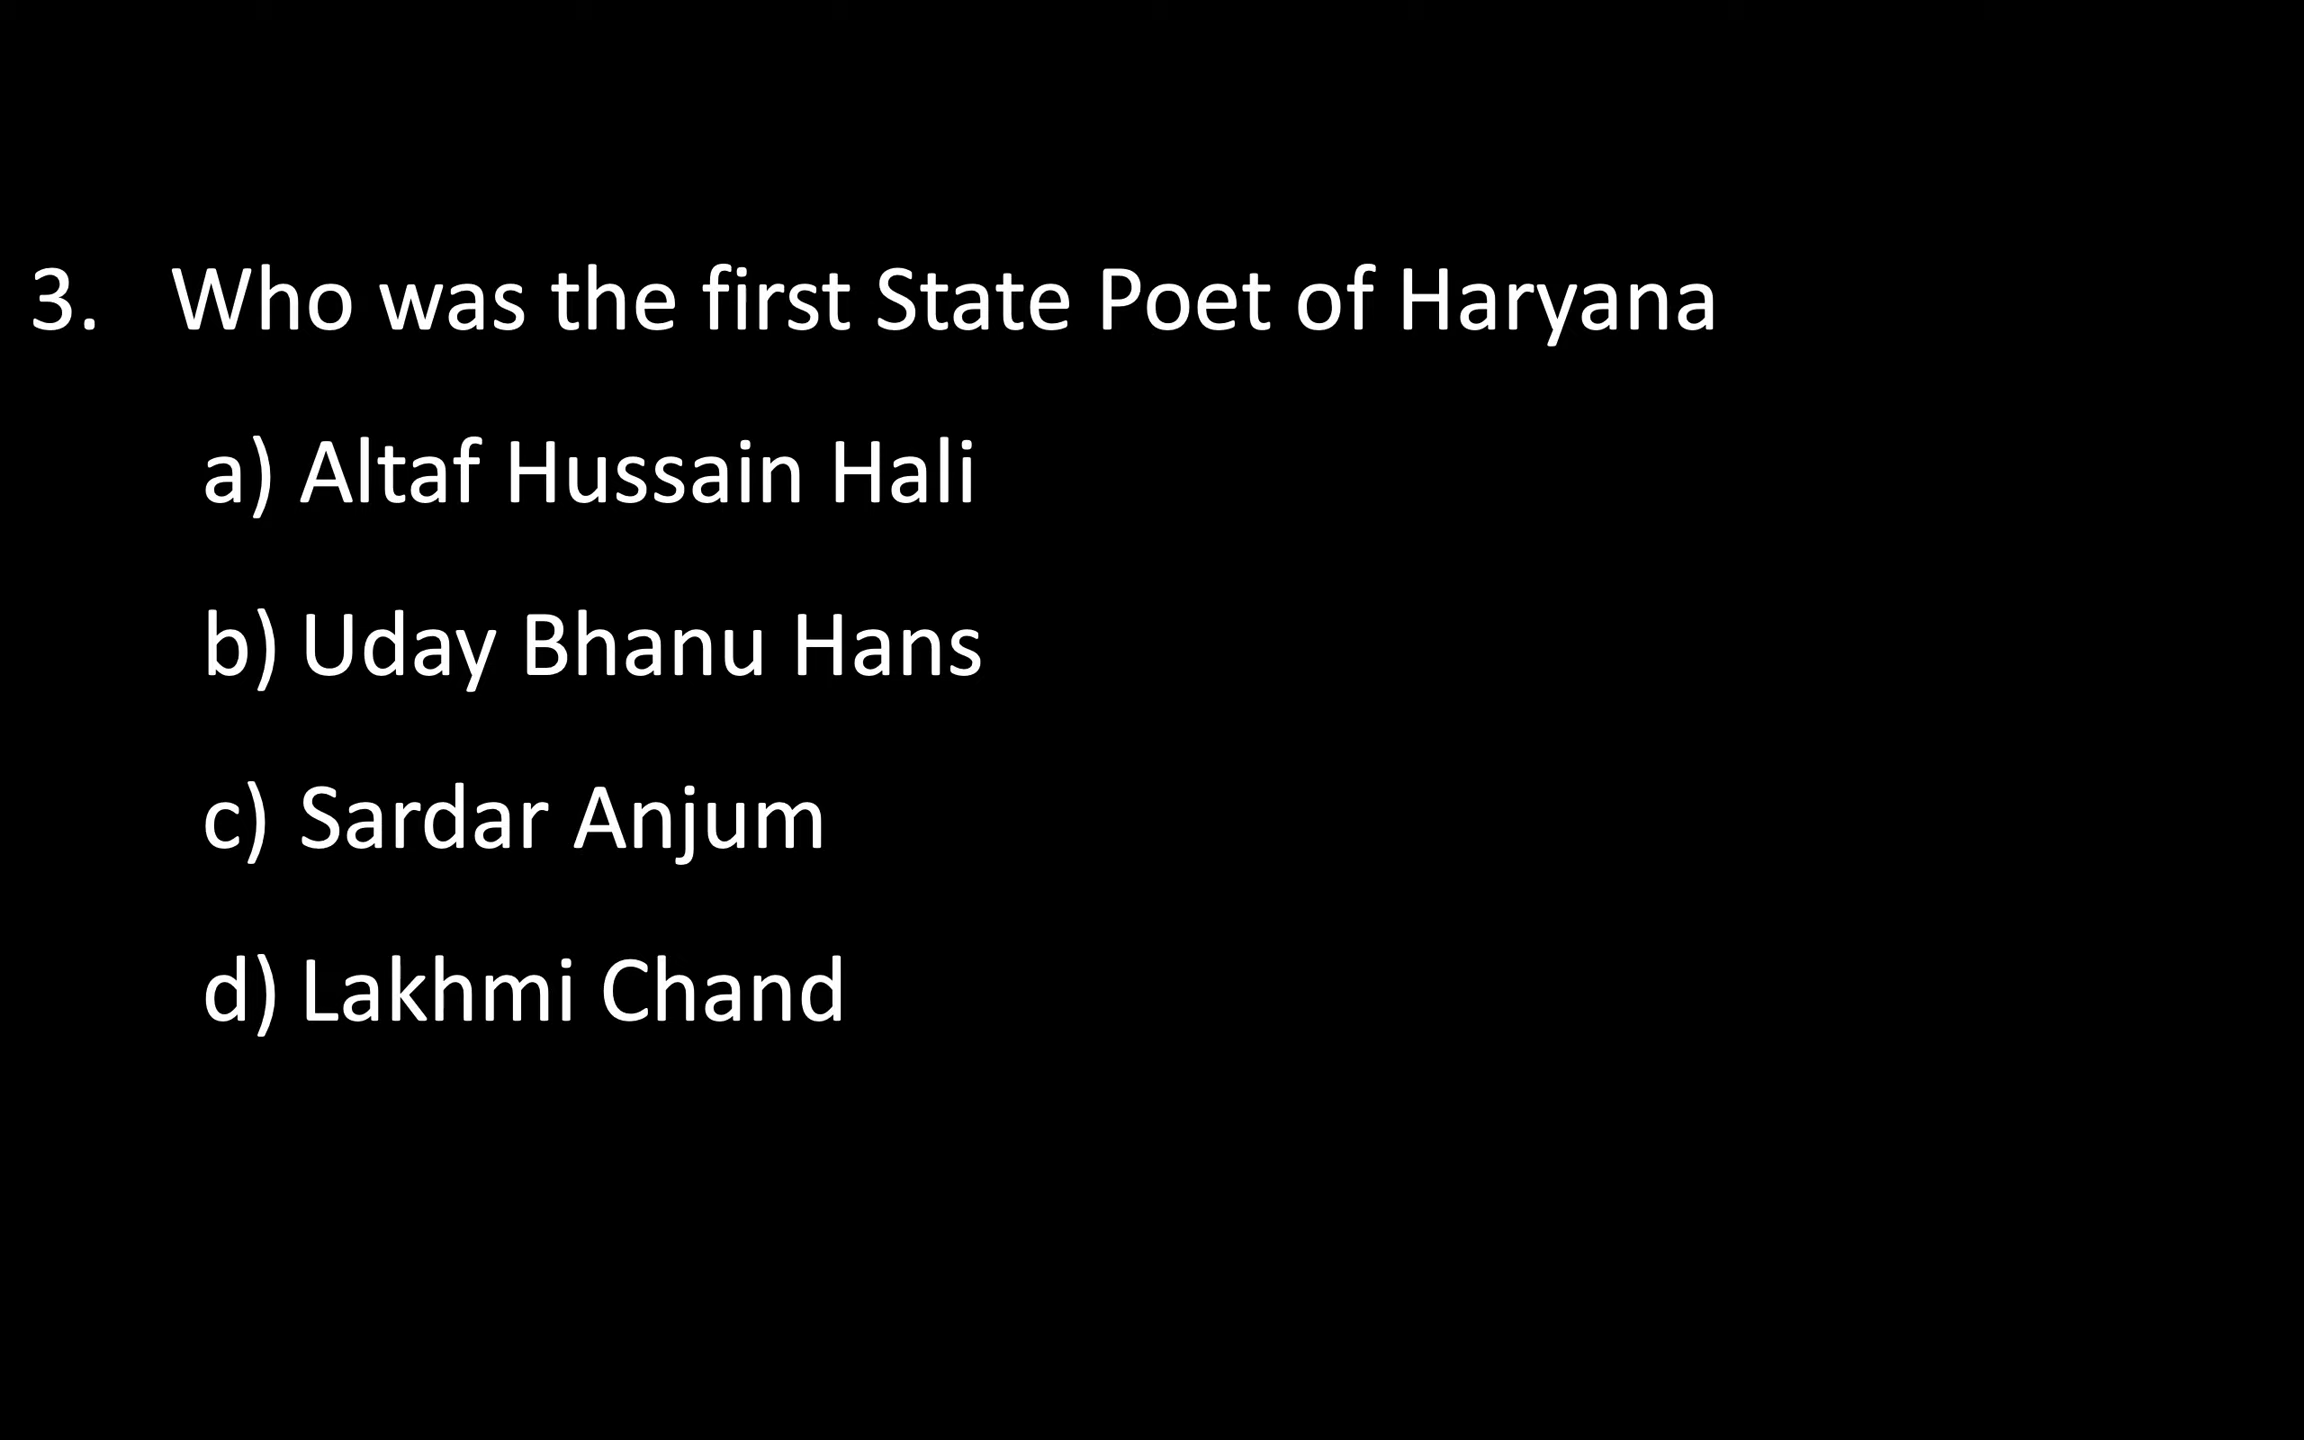 3. Who was the first State Poet of Haryana
a) Altaf Hussain Hali
b) Uday Bhanu Hans
c) Sardar Anjum
d) Lakhmi Chand